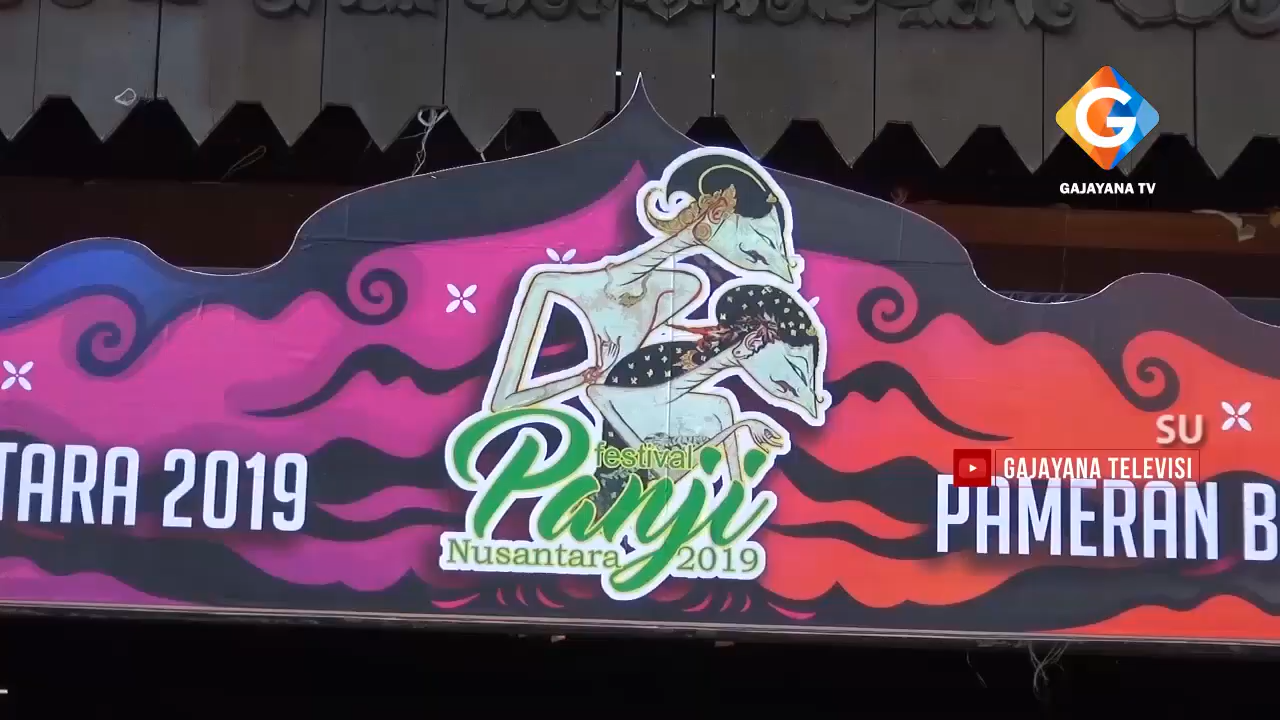 G
GAJAYANA TV
festival
Panji
Nusantara 2019
TARA 2019
SU
GAJAYANA TELEVISI
PAMERAN B